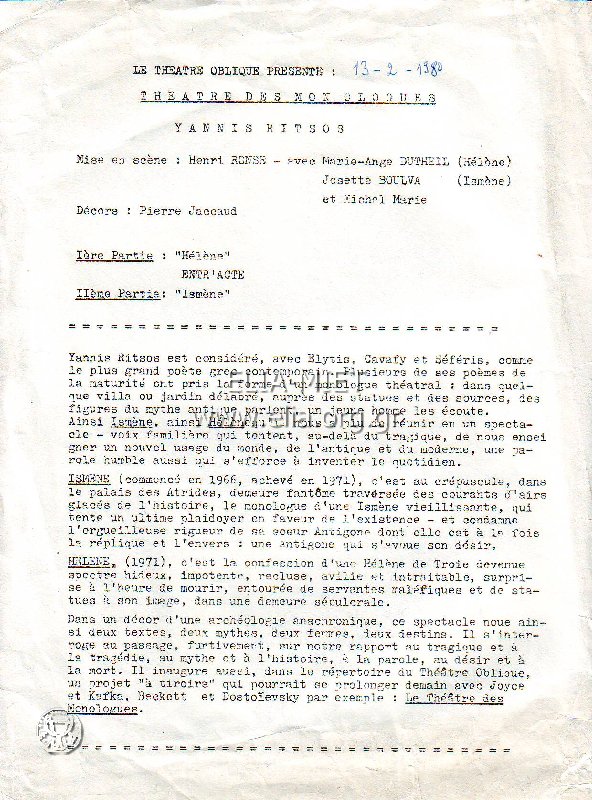 LE THEATRE OBLIQUE PRESENTE : 13-2-1980
THEATRE DES MONOLOGUES
YANNIS RITSOS
Mise en scène : Henri RONSE - avec Marie-Ange DUTHEIL (Hélène)
Josette BOULVA (Ismène)
et Michel Marie
Décors : Pierre Jaccaud
Ière Partie : "Hélène"
ENTR'ACTE
IIème Partie: "Ismène"
Yannis Ritsos est considéré, avec Elytis, Cavafy et Séféris, comme
le plus grand poète grec contemporain. Plusieurs de ses poèmes de
la maturité ont pris la forme d'un monologue théâtral : dans quel-
que villa ou jardin délabré, auprès des statues et des sources, des
figures du mythe antique parlent, un jeune homme les écoute.
Ainsi Ismène, ainsi Hélène réunir en un specta-
cle - voix familière qui tentent, au-delà du tragique, de nous ensei
gner un nouvel usage du monde, de l'antique et du moderne, une pa-
role humble aussi qui s'efforce à inventer le quotidien.
ISMENE (commencé en 1966, achevé en 1971), c'est au crépuscule, dans
le palais des Atrides, demeure fantôme traversée des courants d'airs
glacés de l'histoire, le monologue d'une Ismène vieillissante, qui
tente un ultime plaidoyer en faveur de l'existence - et condamne
l'orgueilleuse rigueur de sa soeur Antigone dont elle est à la fois
la réplique et l'envers : une Antigone qui s'avoue son désir.
HELENE, (1971), c'est la confession d'une Hélène de Troie devenue
spectre hideux, impotente, recluse, avilie et intraitable, surpri-
se à l'heure de mourir, entourée de servantes maléfiques et de sta-
tues à son image, dans une demeure séculcrale.
Dans un décor d'une archéologie anachronique, ce spectacle noue ain-
si deux textes, deux mythes, deux femmes, deux destins. Il s'inter-
roge au passage, furtivement, sur notre rapport au tragique et à
la tragédie, au mythe et à l'histoire, à la parole, au désir et à
la mort. Il inaugure aussi, dans le répertoire du Théâtre Oblique,
un projet "à tiroirs" qui pourrait se prolonger demain avec Joyce
et Kafka, Beckett et Dostoïevsky par exemple : Le Théâtre des
Monologues.
ELIA-MIET
www.elia.org.gr